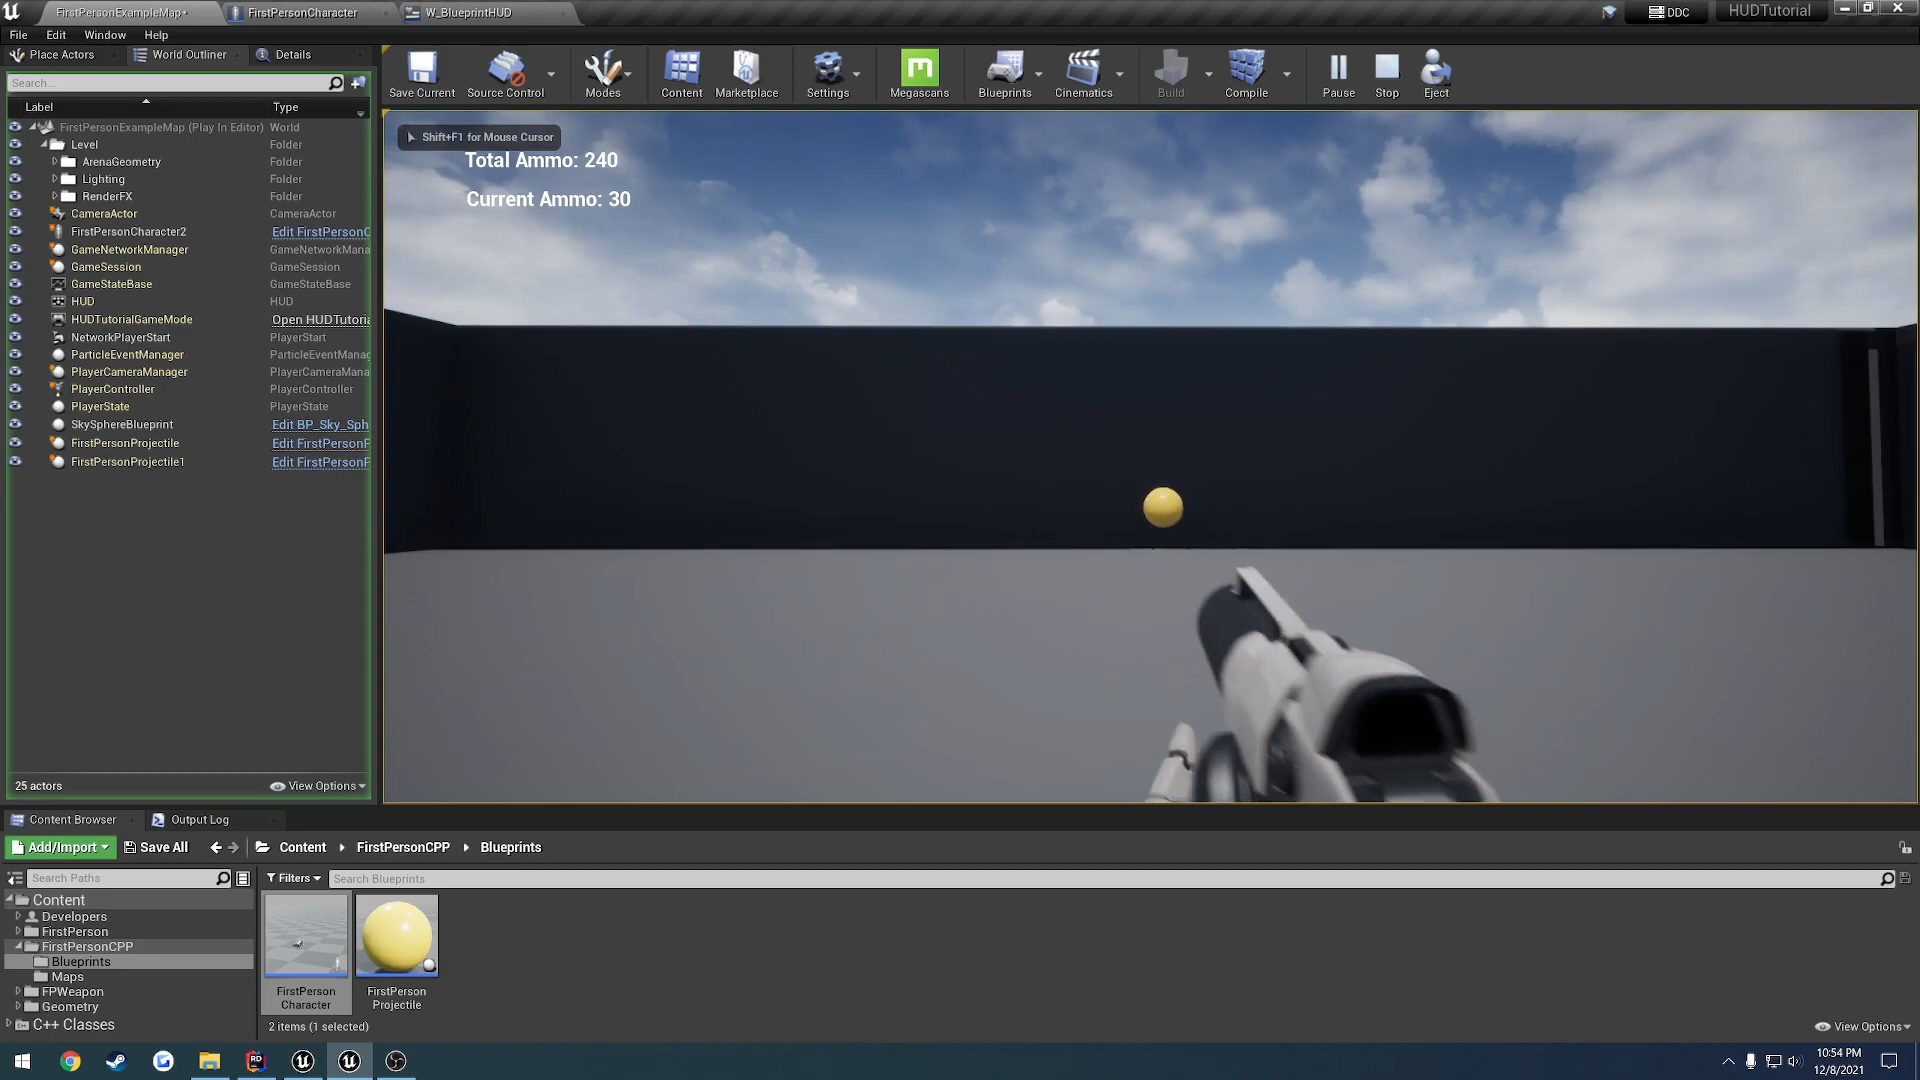 FirstPersonExampleMap•
FirstPersonCharacter
W_BlueprintHUD
DDC
HUDTutorial
File Edit Window Help
Place Actors
World Outliner
Details
Search...
Label Type
FirstPersonExampleMap (Play In Editor) World
Level Folder
ArenaGeometry Folder
Lighting Folder
RenderFX Folder
CameraActor CameraActor
FirstPersonCharacter2 Edit FirstPersonC
GameNetworkManager GameNetworkMana
GameSession GameSession
GameStateBase GameStateBase
HUD HUD
HUDTutorialGameMode Open HUDTutoria
NetworkPlayerStart PlayerStart
ParticleEventManager ParticleEventManag
PlayerCameraManager PlayerCameraMana
PlayerController PlayerController
PlayerState PlayerState
SkySphereBlueprint Edit BP_Sky_Sph
FirstPersonProjectile Edit FirstPersonF
FirstPersonProjectile1 Edit FirstPersonF
25 actors
View Options
Save Current
Source Control
Modes
Content
Marketplace
Settings
Megascans
Blueprints
Cinematics
Build
Compile
Pause
Stop
Eject
Shift+F1 for Mouse Cursor
Total Ammo: 240
Current Ammo: 30
Content Browser
Output Log
Add/Import
Save All
Content
FirstPersonCPP
Blueprints
Search Paths
Filters
Search Blueprints
Content
Developers
FirstPerson
FirstPersonCPP
Blueprints
Maps
FPWeapon
Geometry
C++ Classes
FirstPerson
Character
FirstPerson
Projectile
2 items (1 selected)
View Options
RD
10:54 PM
12/8/2021